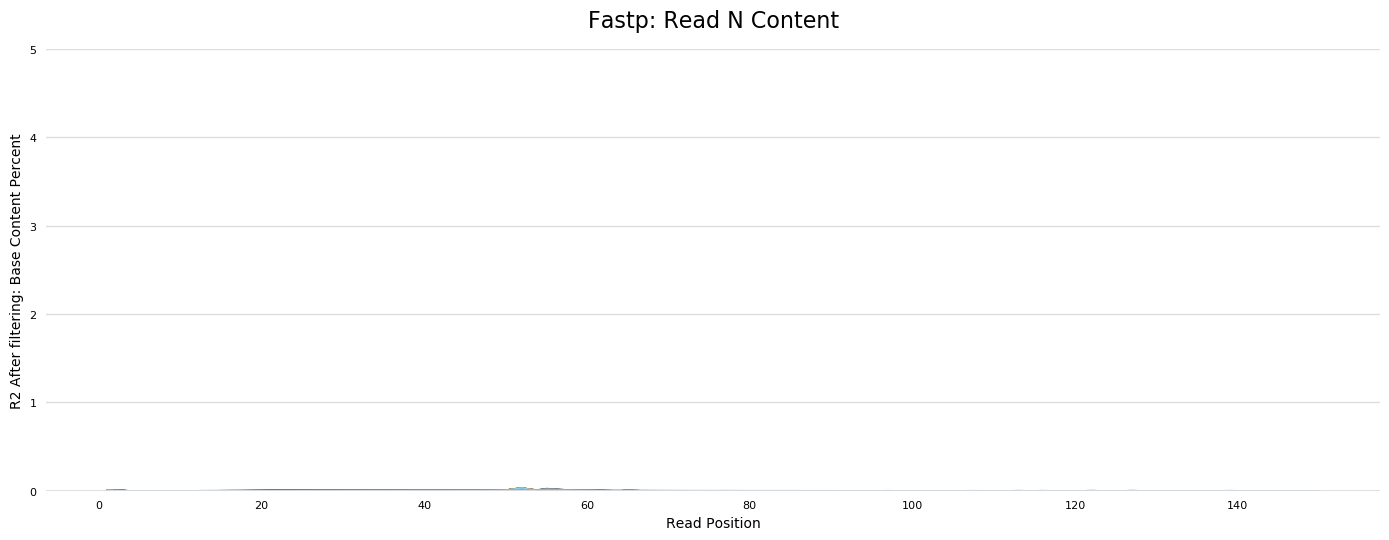 Fastp: Read N Content
R2 After filtering: Base Content Percent
5
4
3
2
1
0
0 20 40 60 80 100 120 140
Read Position